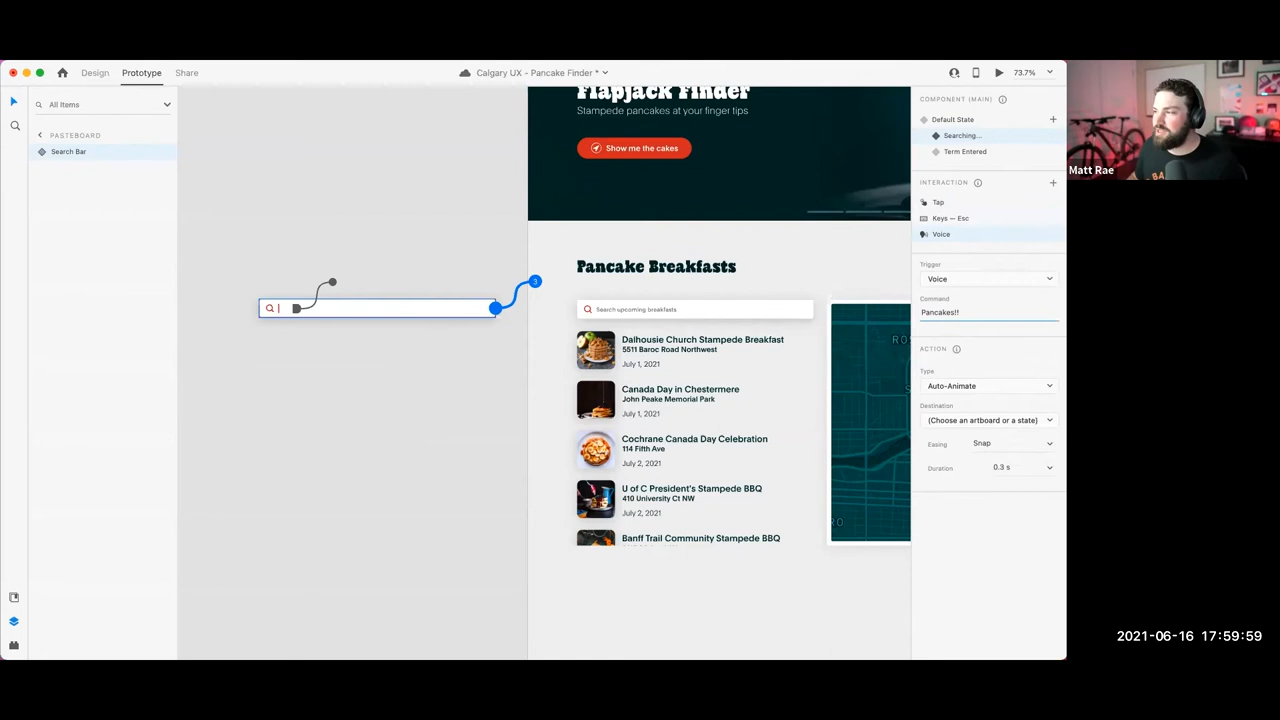 Design
Prototype
Share
Calgary UX - Pancake Finder *
73.7%
All Items
PASTEBOARD
Search Bar
Flapjack Finder
Stampede pancakes at your finger tips
Show me the cakes
3
Pancake Breakfasts
Search upcoming breakfasts
Dalhousie Church Stampede Breakfast
5511 Baroc Road Northwest
July 1, 2021
Canada Day in Chestermere
John Peake Memorial Park
July 1, 2021
Cochrane Canada Day Celebration
114 Fifth Ave
July 2, 2021
U of C President's Stampede BBQ
410 University Ct NW
July 2, 2021
Banff Trail Community Stampede BBQ
RO
RO
COMPONENT (MAIN)
Default State
Searching...
Term Entered
INTERACTION
Tap
Keys — Esc
Voice
Trigger
Voice
Command
Pancakes!!
ACTION
Type
Auto-Animate
Destination
(Choose an artboard or a state)
Easing
Snap
Duration
0.3 s
Matt Rae
BA
2021-06-16 17:59:59